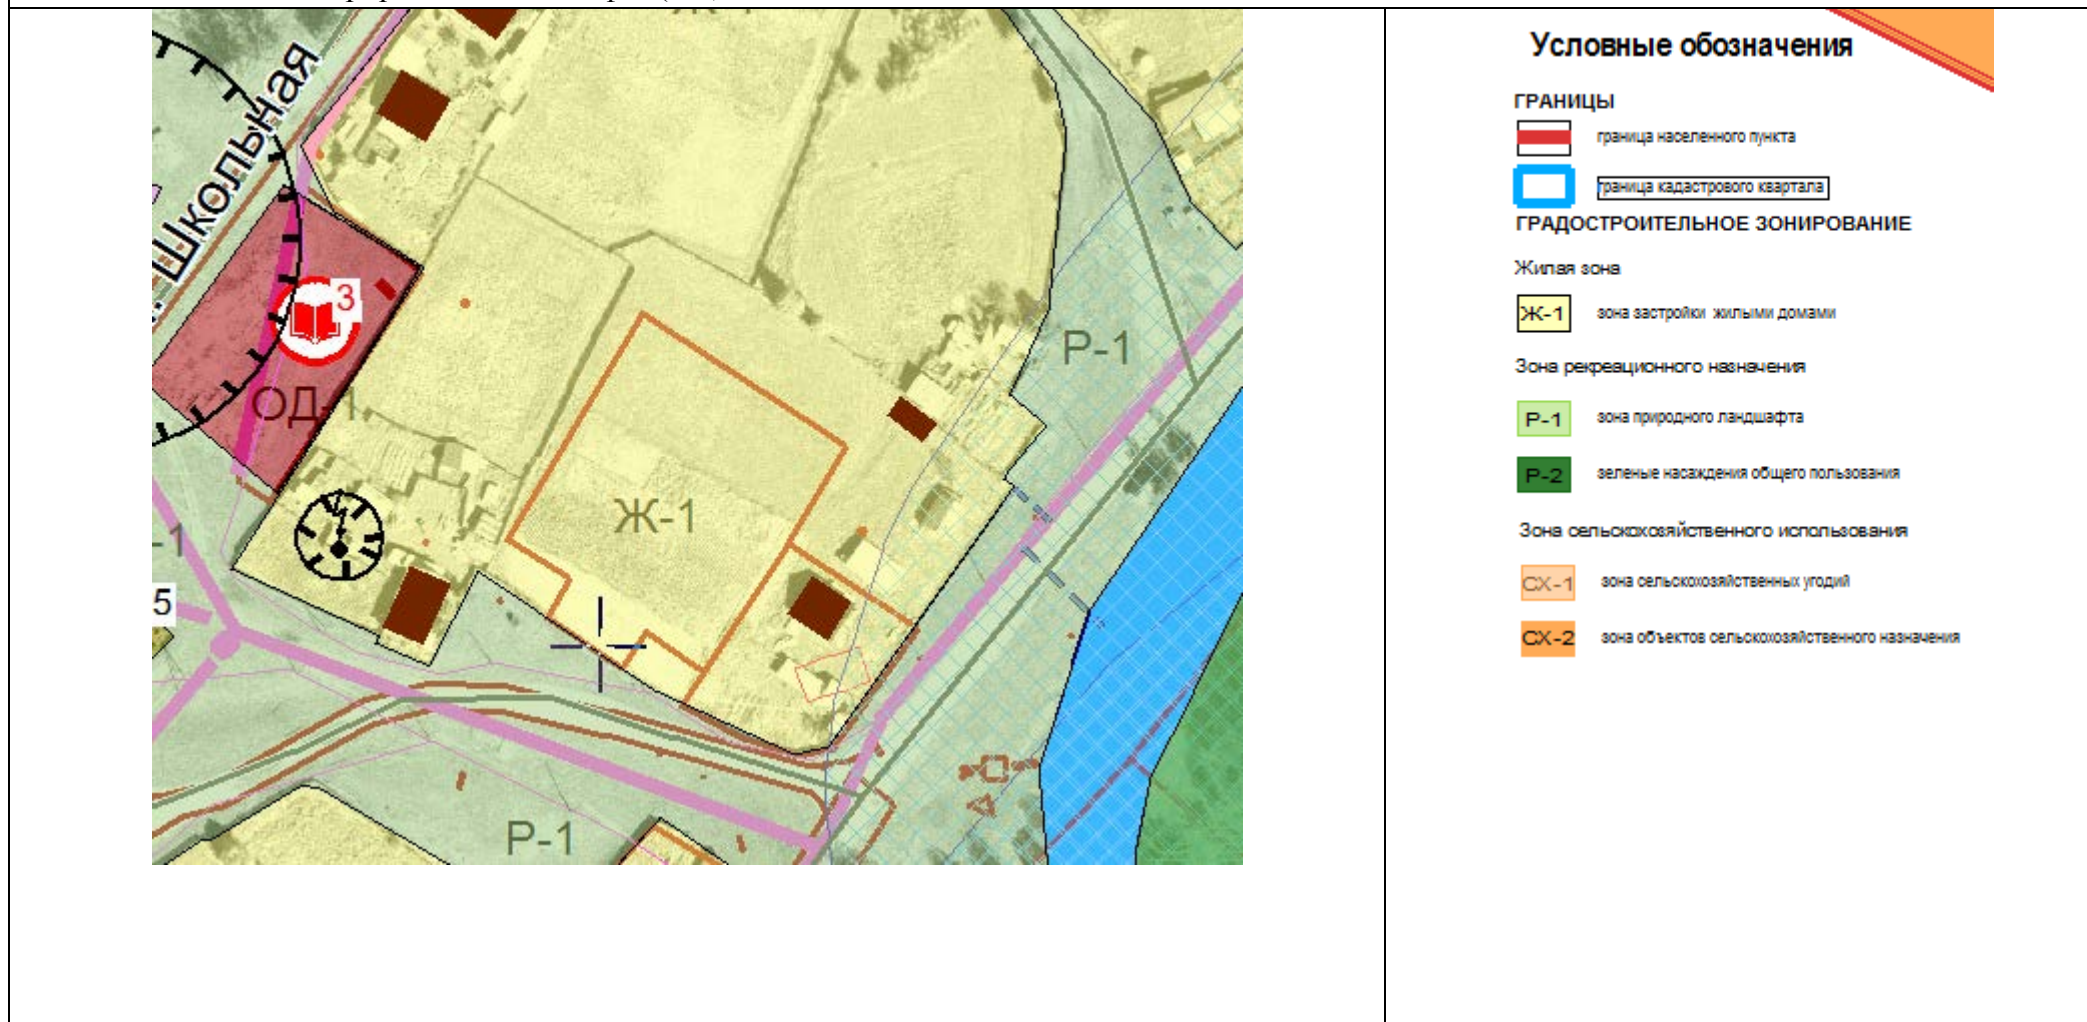 Школьная
3
ОД-1
Ж-1
Р-1
-1
5
Р-1
Условные обозначения
ГРАНИЦЫ
граница населенного пункта
граница кадастрового квартала
ГРАДОСТРОИТЕЛЬНОЕ ЗОНИРОВАНИЕ
Жилая зона
Ж-1 зона застройки жилыми домами
Зона рекреационного назначения
Р-1 зона природного ландшафта
Р-2 зеленые насаждения общего пользования
Зона сельскохозяйственного использования
СХ-1 зона сельскохозяйственных угодий
СХ-2 зона объектов сельскохозяйственного назначения